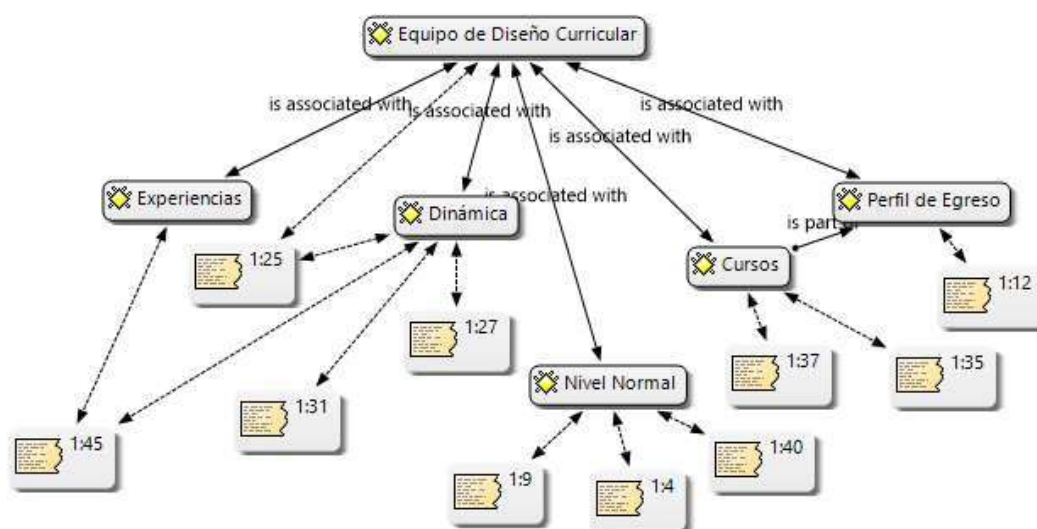 Equipo de Diseño Curricular
is associated with
is associated with
is associated with
is associated with
is associated with
Experiencias
Dinámica
Perfil de Egreso
is part of
Cursos
1:25
1:12
1:27
1:37
1:35
Nivel Normal
1:31
1:45
1:40
1:9
1:4